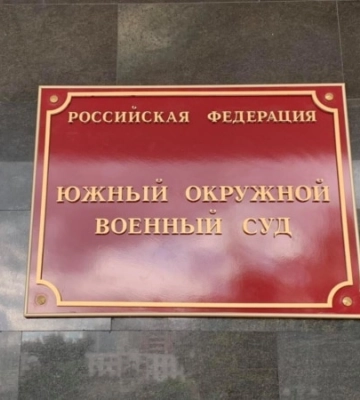 РОССИЙСКАЯ ФЕДЕРАЦИЯ
ЮЖНЫЙ ОКРУЖНОЙ
ВОЕННЫЙ СУД